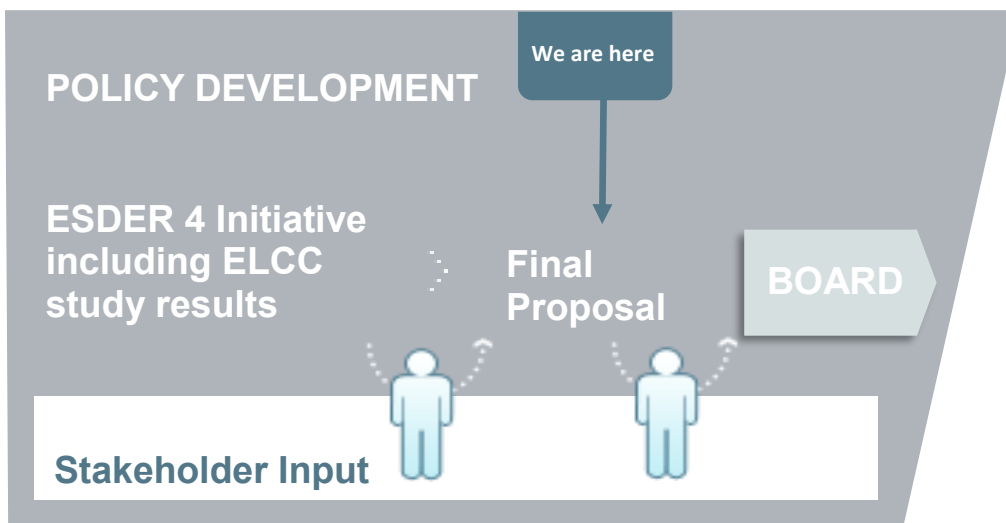 We are here
POLICY DEVELOPMENT
ESDER 4 Initiative
including ELCC
study results
Final
Proposal
BOARD
Stakeholder Input